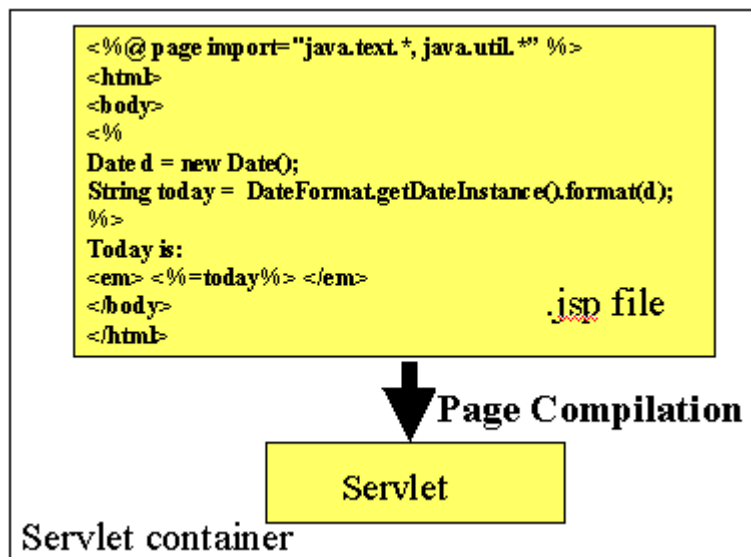 <%@ page import="java.text.*, java.util.*” %>
<html>
<body>
<%
Date d = new Date();
String today = DateFormat.getDateInstance().format(d);
%>
Today is:
<em> <%=today%> </em>
</body>
</html>
.jsp file
Page Compilation
Servlet
Servlet container